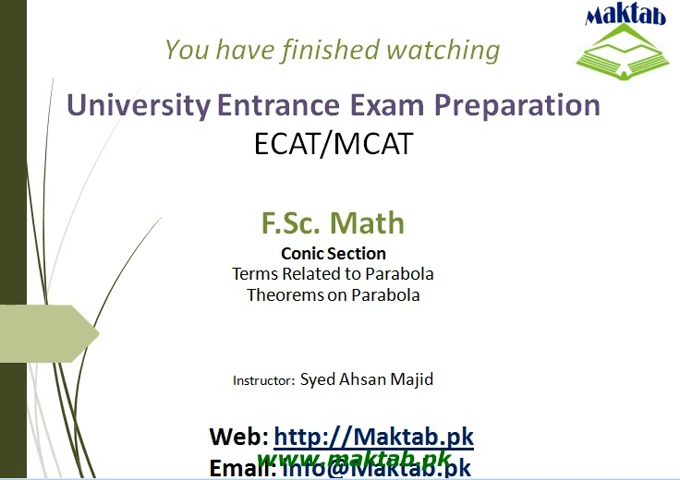 Maktab
You have finished watching
University Entrance Exam Preparation
ECAT/MCAT
F.Sc. Math
Conic Section
Terms Related to Parabola
Theorems on Parabola
Instructor: Syed Ahsan Majid
Web: http://Maktab.pk
www.maktab.pk
Email: info@Maktab.pk